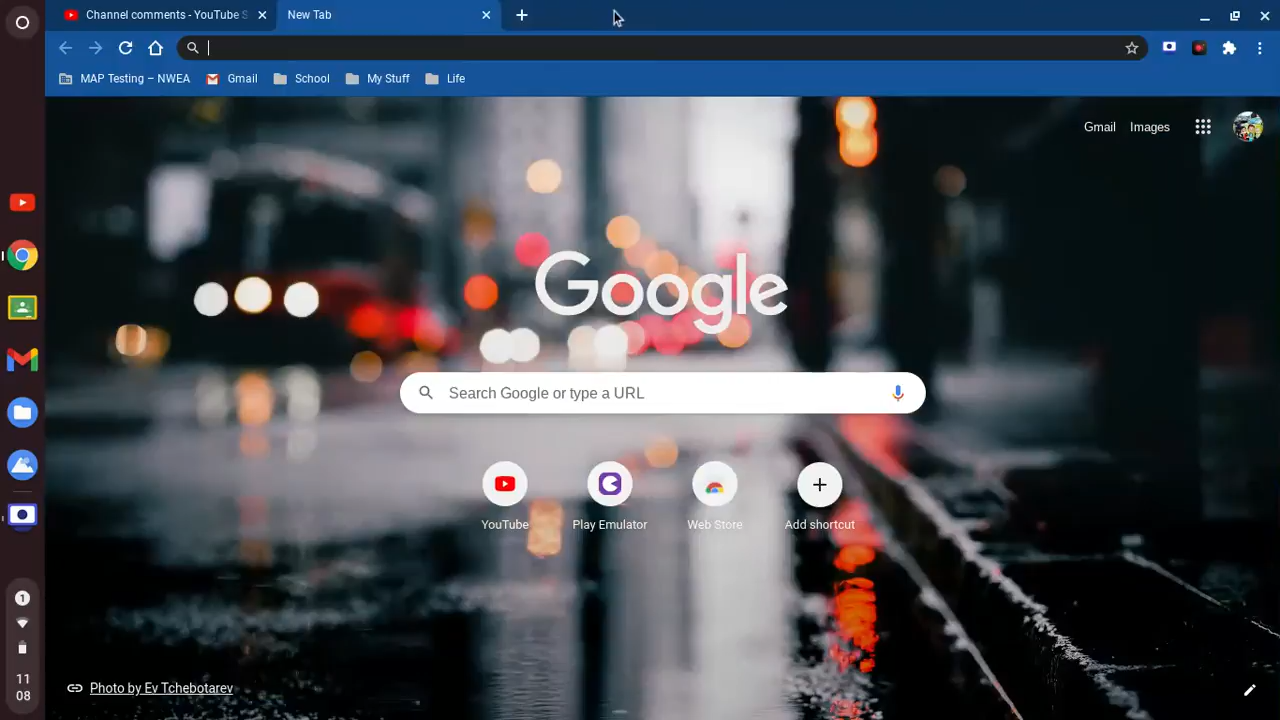 Channel comments - YouTube S
New Tab
MAP Testing – NWEA
Gmail
School
My Stuff
Life
Gmail
Images
Google
Search Google or type a URL
YouTube
Play Emulator
Web Store
Add shortcut
1
11
08
Photo by Ev Tchebotarev